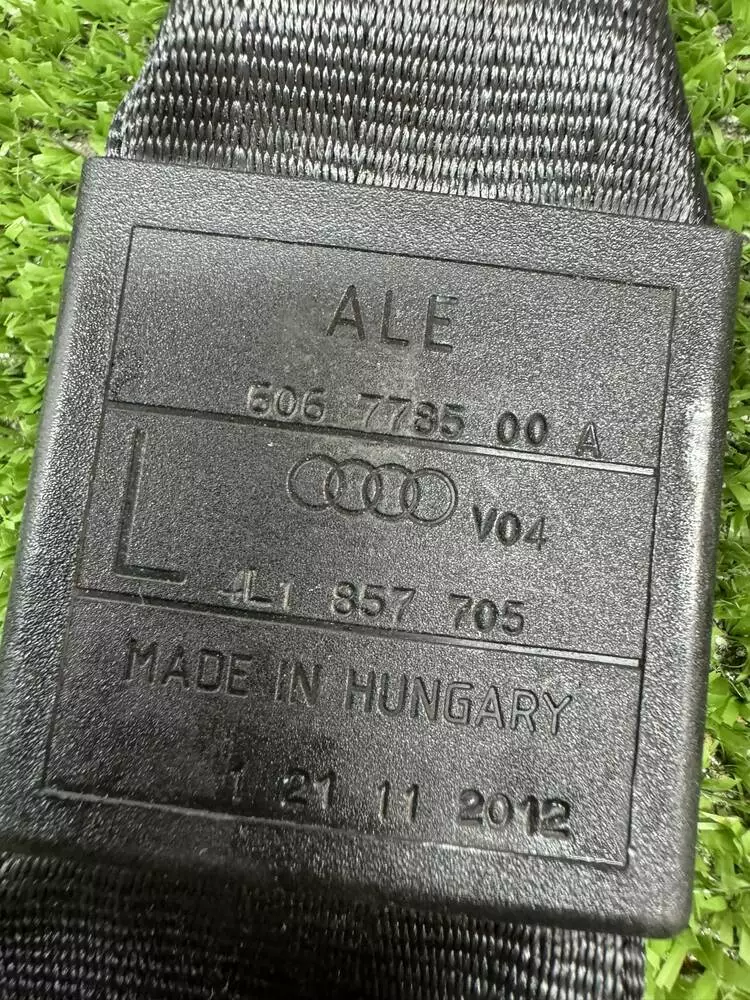 ALE
606 7785 00 A
L
V04
4L1 857 705
MADE IN HUNGARY
1 21 11 2012